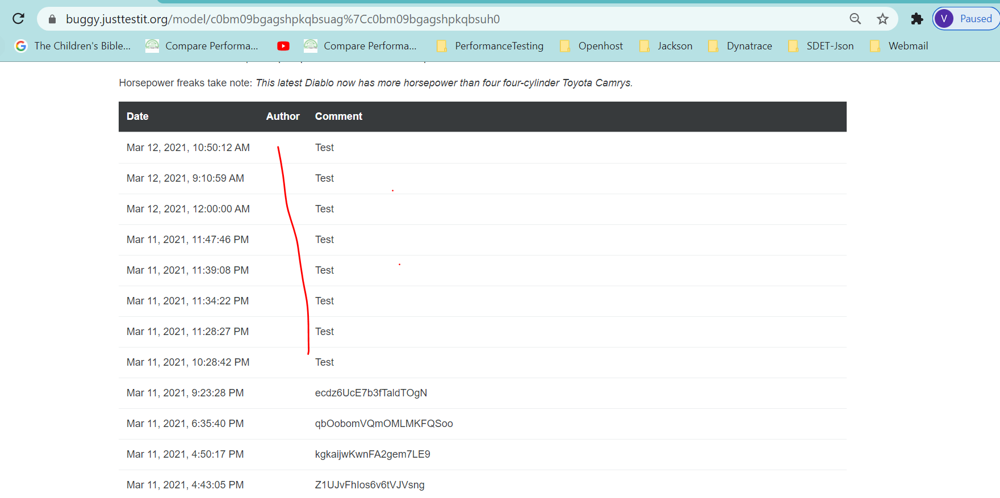 buggy.justtestit.org/model/c0bm09bgagshpkqbsuag%7Cc0bm09bgagshpkqbsuh0
V Paused
The Children's Bible... Compare Performa... Compare Performa... PerformanceTesting Openhost Jackson Dynatrace SDET-Json Webmail
Horsepower freaks take note: This latest Diablo now has more horsepower than four four-cylinder Toyota Camrys.
Date Author Comment
Mar 12, 2021, 10:50:12 AM Test
Mar 12, 2021, 9:10:59 AM Test
Mar 12, 2021, 12:00:00 AM Test
Mar 11, 2021, 11:47:46 PM Test
Mar 11, 2021, 11:39:08 PM Test
Mar 11, 2021, 11:34:22 PM Test
Mar 11, 2021, 11:28:27 PM Test
Mar 11, 2021, 10:28:42 PM Test
Mar 11, 2021, 9:23:28 PM ecdz6UcE7b3fTaldTOgN
Mar 11, 2021, 6:35:40 PM qbOobomVQmOMLMKFQSoo
Mar 11, 2021, 4:50:17 PM kgkaijwKwnFA2gem7LE9
Mar 11, 2021, 4:43:05 PM Z1UJvFhIos6v6tVJVsng